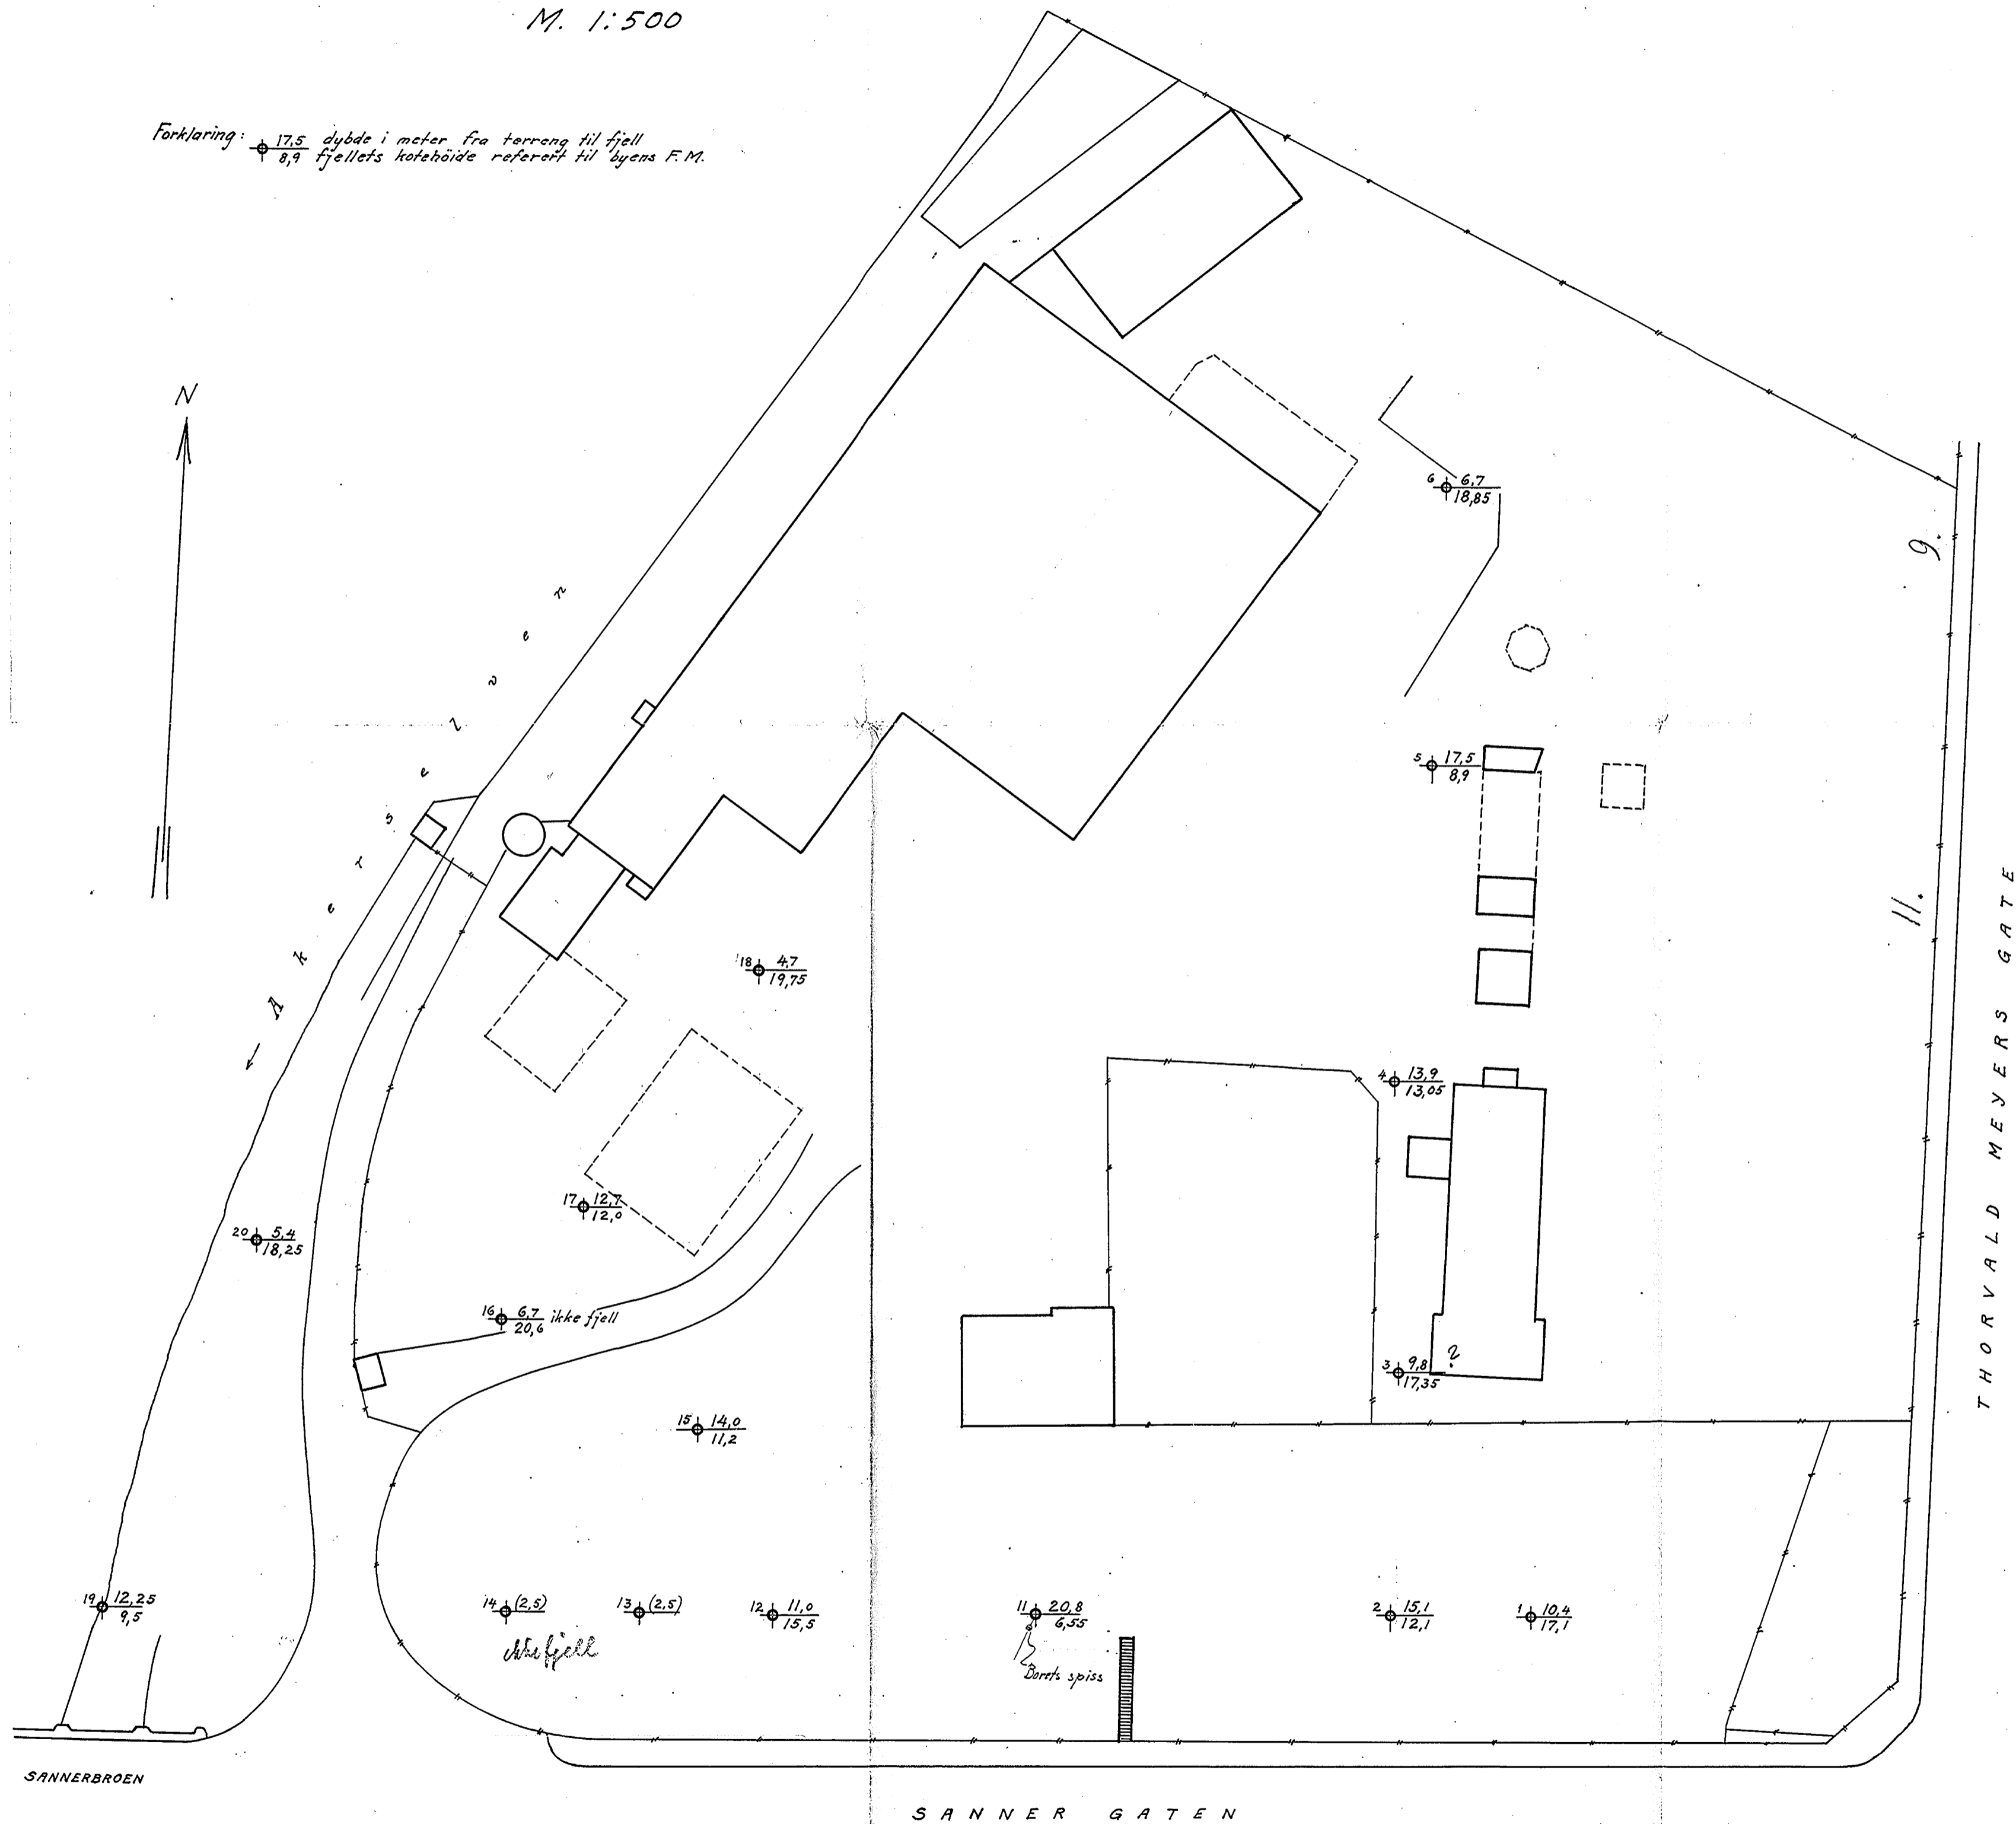 M. 1:500
Forklaring: 17,5 dybde i meter fra terreng til fjell
8,9 fjellets kotehöide referert til byens F.M.
N
6 6,7
18,85
9.
5 17,5
8,9
11.
Akerselven
18 4,7
19,75
4 13,9
13,05
THORVALD MEYERS GATE
17 12,7
12,0
20 5,4
18,25
16 6,7 ikke fjell
20,6
3 9,8 ?
17,35
15 14,0
11,2
19 12,25
9,5
14 (2,5)
13 (2,5)
12 11,0
15,5
11 20,8
6,55
2 15,1
12,1
1 10,4
17,1
ikke fjell
Borets spiss
SANNERBROEN
SANNER GATEN